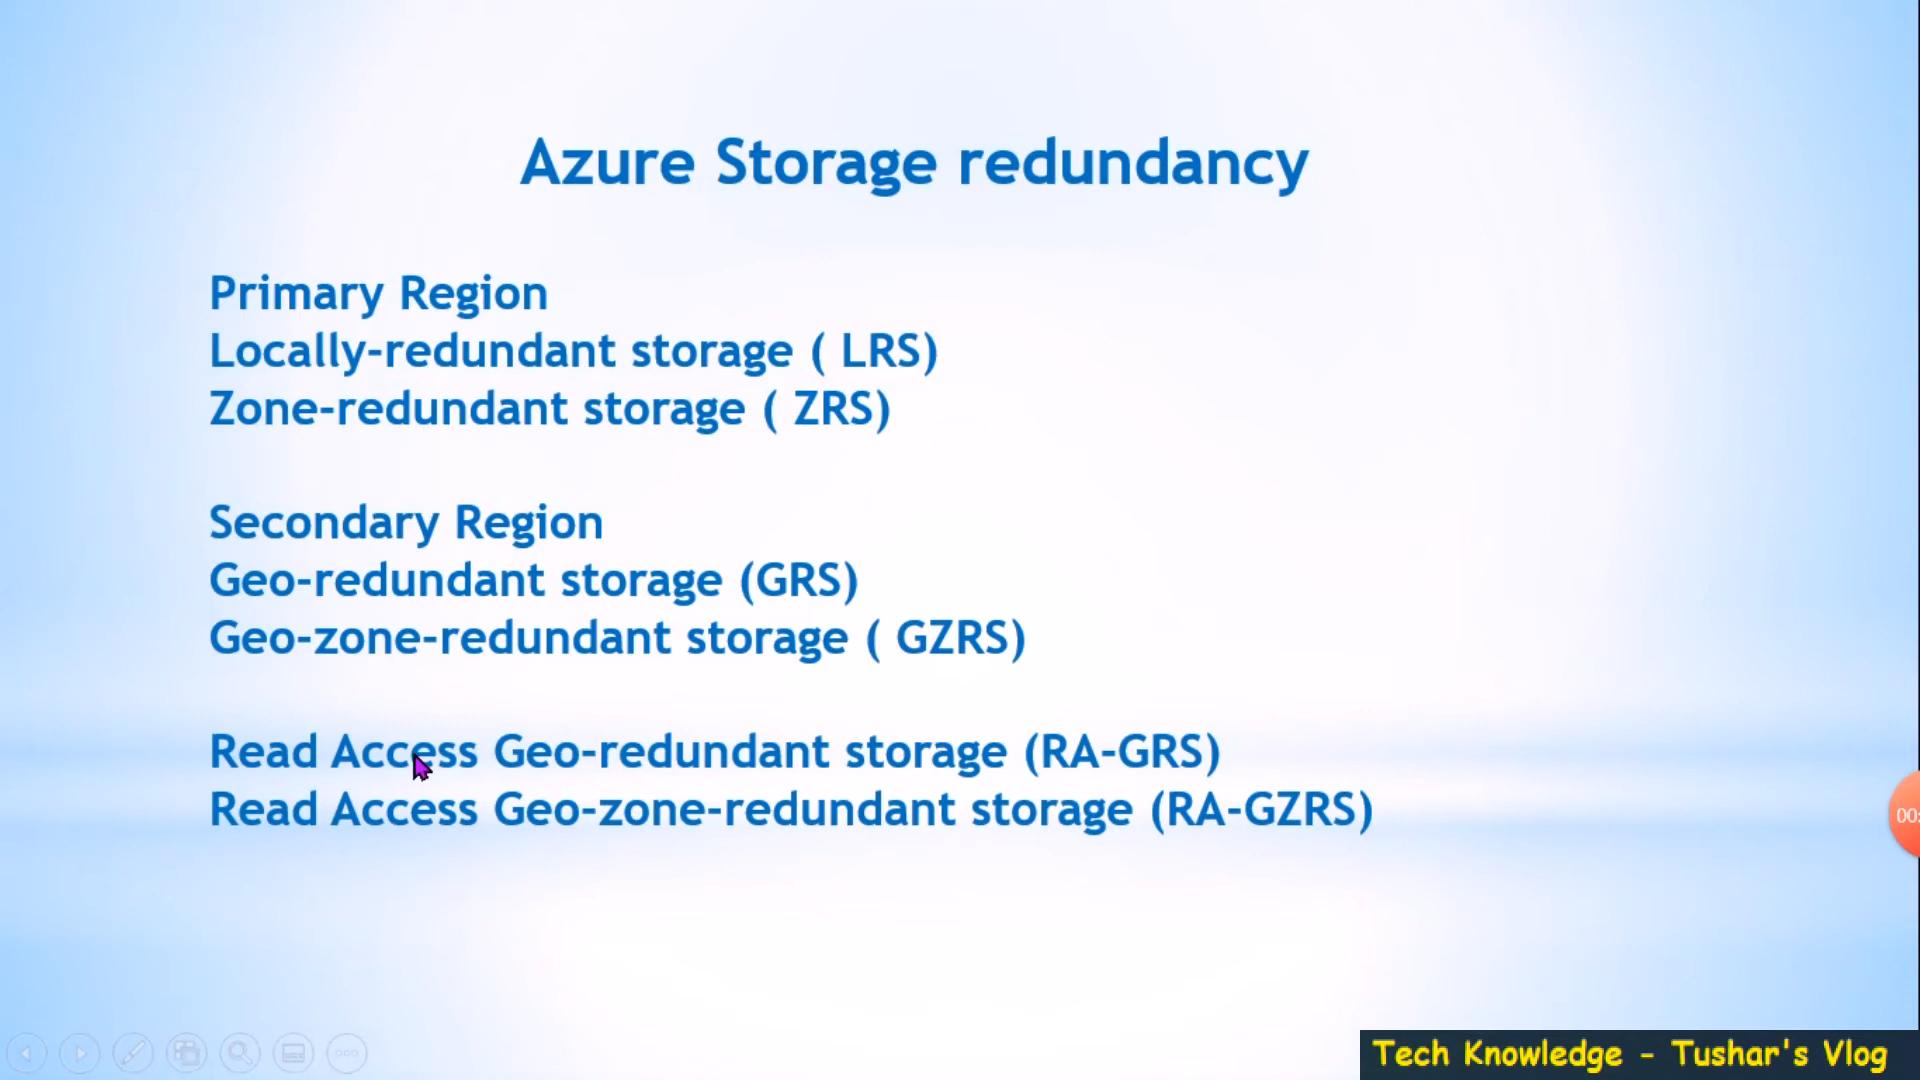 Azure Storage redundancy
Primary Region
Locally-redundant storage ( LRS)
Zone-redundant storage ( ZRS)
Secondary Region
Geo-redundant storage (GRS)
Geo-zone-redundant storage ( GZRS)
Read Access Geo-redundant storage (RA-GRS)
Read Access Geo-zone-redundant storage (RA-GZRS)
00:
Tech Knowledge - Tushar's Vlog